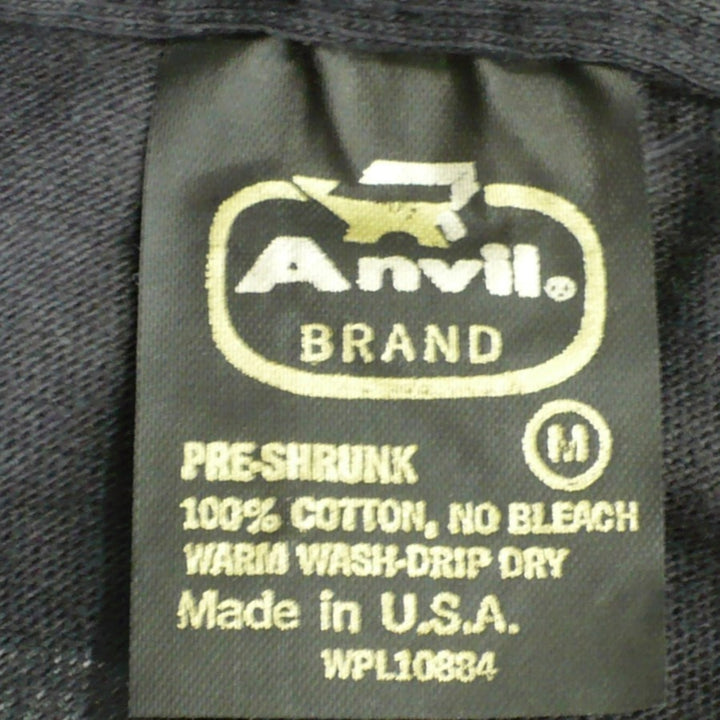 Anvil®
BRAND
M
PRE-SHRUNK
100% COTTON, NO BLEACH
WARM WASH-DRIP DRY
Made in U.S.A.
WPL10884